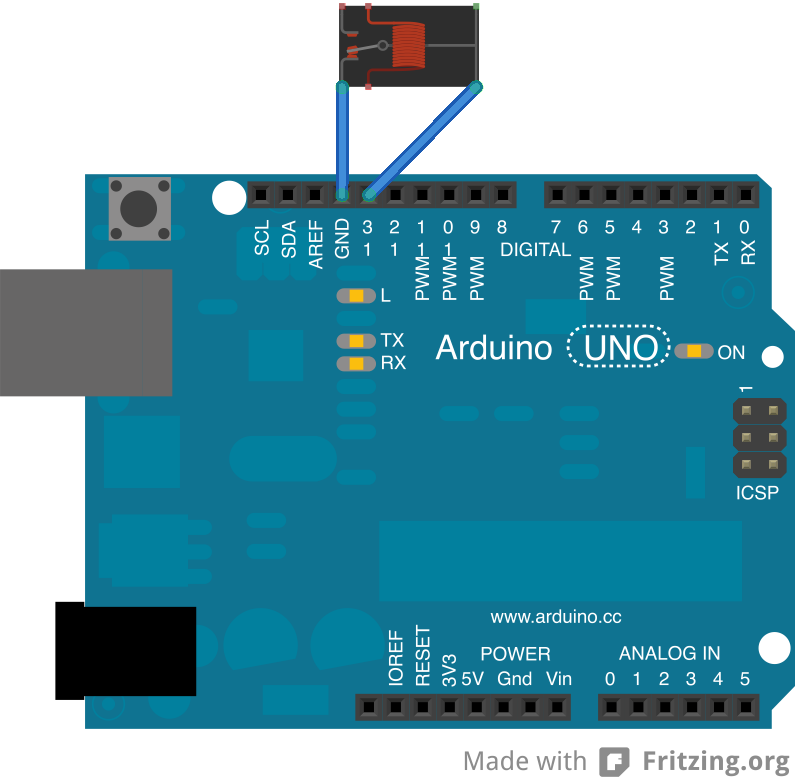 SCL
SDA
AREF
GND
13
12
PWM 11
PWM 10
PWM 9
8
DIGITAL
7
PWM 6
PWM 5
4
PWM 3
2
TX 1
RX 0
L
TX
RX
Arduino UNO
ON
1
ICSP
www.arduino.cc
POWER
ANALOG IN
IOREF
RESET
3V3
5V Gnd Vin
0 1 2 3 4 5
Made with Fritzing.org